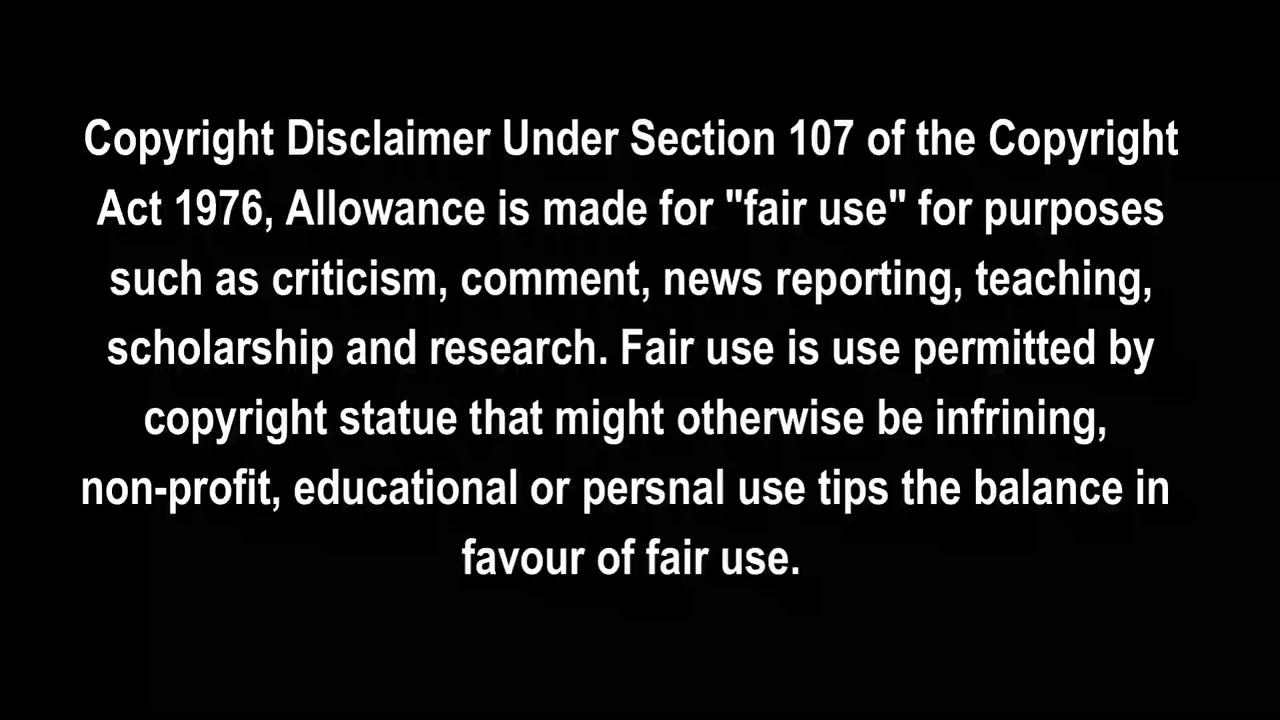 Copyright Disclaimer Under Section 107 of the Copyright
Act 1976, Allowance is made for "fair use" for purposes
such as criticism, comment, news reporting, teaching,
scholarship and research. Fair use is use permitted by
copyright statue that might otherwise be infrining,
non-profit, educational or persnal use tips the balance in
favour of fair use.